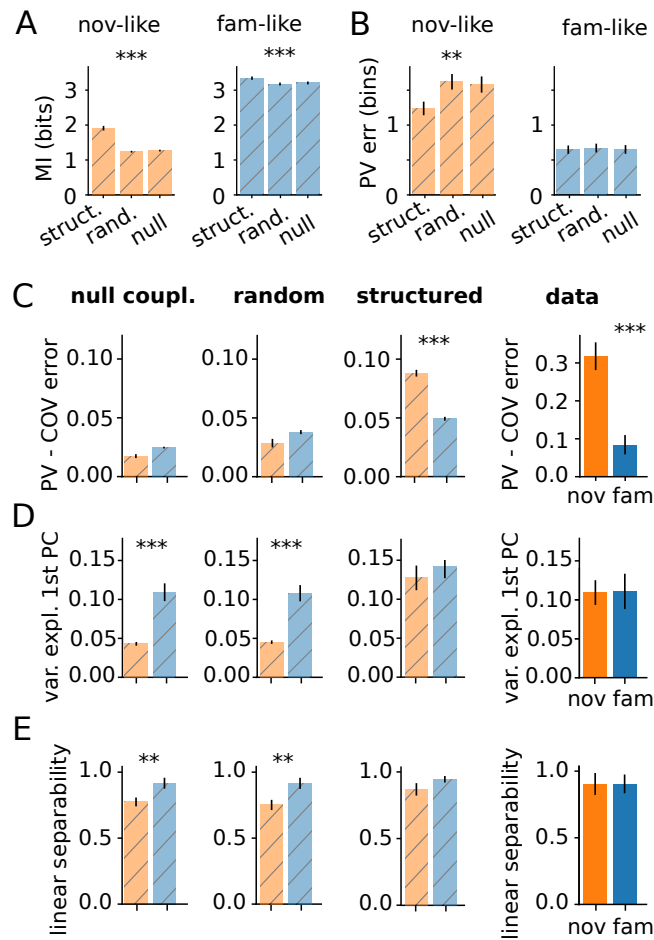 A
nov-like
fam-like
***
***
MI (bits)
3
2
1
0
3
2
1
0
struct.
rand.
null
struct.
rand.
null
B
nov-like
fam-like
**
PV err (bins)
1
0
1
0
struct.
rand.
null
struct.
rand.
null
C
null coupl.
random
structured
data
PV - COV error
0.10
0.05
0.00
0.10
0.05
0.00
***
0.10
0.05
0.00
PV - COV error
***
0.3
0.2
0.1
0.0
nov fam
D
var. expl. 1st PC
***
0.15
0.10
0.05
0.00
***
0.15
0.10
0.05
0.00
0.15
0.10
0.05
0.00
var. expl. 1st PC
0.15
0.10
0.05
0.00
nov fam
E
linear separability
**
1.0
0.5
0.0
**
1.0
0.5
0.0
1.0
0.5
0.0
linear separability
1.0
0.5
0.0
nov fam